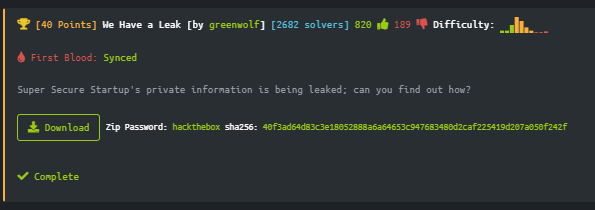 [40 Points] We Have a Leak [by greenwolf] [2682 solvers] 820 189 Difficulty:
First Blood: Synced
Super Secure Startup's private information is being leaked; can you find out how?
Download Zip Password: hackthebox sha256: 40f3ad64d83c3e18052888a6a64653c947683480d2caf225419d207a050f242f
Complete